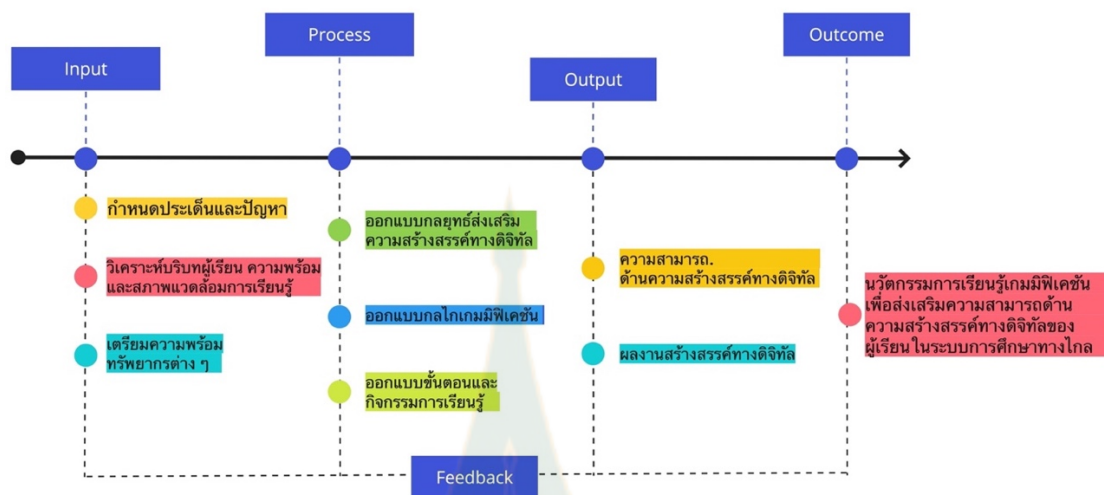 Input
กำหนดประเด็นและปัญหา
วิเคราะห์บริบทผู้เรียน ความพร้อม
และสภาพแวดล้อมการเรียนรู้
เตรียมความพร้อม
ทรัพยากรต่าง ๆ
Process
ออกแบบกลยุทธ์ส่งเสริม
ความสร้างสรรค์ทางดิจิทัล
ออกแบบกลไกเกมมิฟิเคชัน
ออกแบบขั้นตอนและ
กิจกรรมการเรียนรู้
Output
ความสามารถ.
ด้านความสร้างสรรค์ทางดิจิทัล
ผลงานสร้างสรรค์ทางดิจิทัล
Outcome
นวัตกรรมการเรียนรู้เกมมิฟิเคชัน
เพื่อส่งเสริมความสามารถด้าน
ความสร้างสรรค์ทางดิจิทัลของ
ผู้เรียน ในระบบการศึกษาทางไกล
Feedback